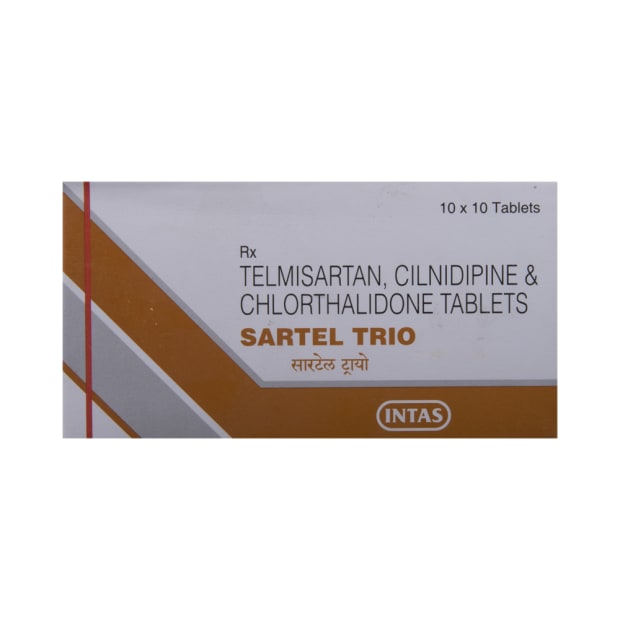 10 x 10 Tablets
Rx
TELMISARTAN, CILNIDIPINE &
CHLORTHALIDONE TABLETS
SARTEL TRIO
सारटेल ट्रायो
INTAS